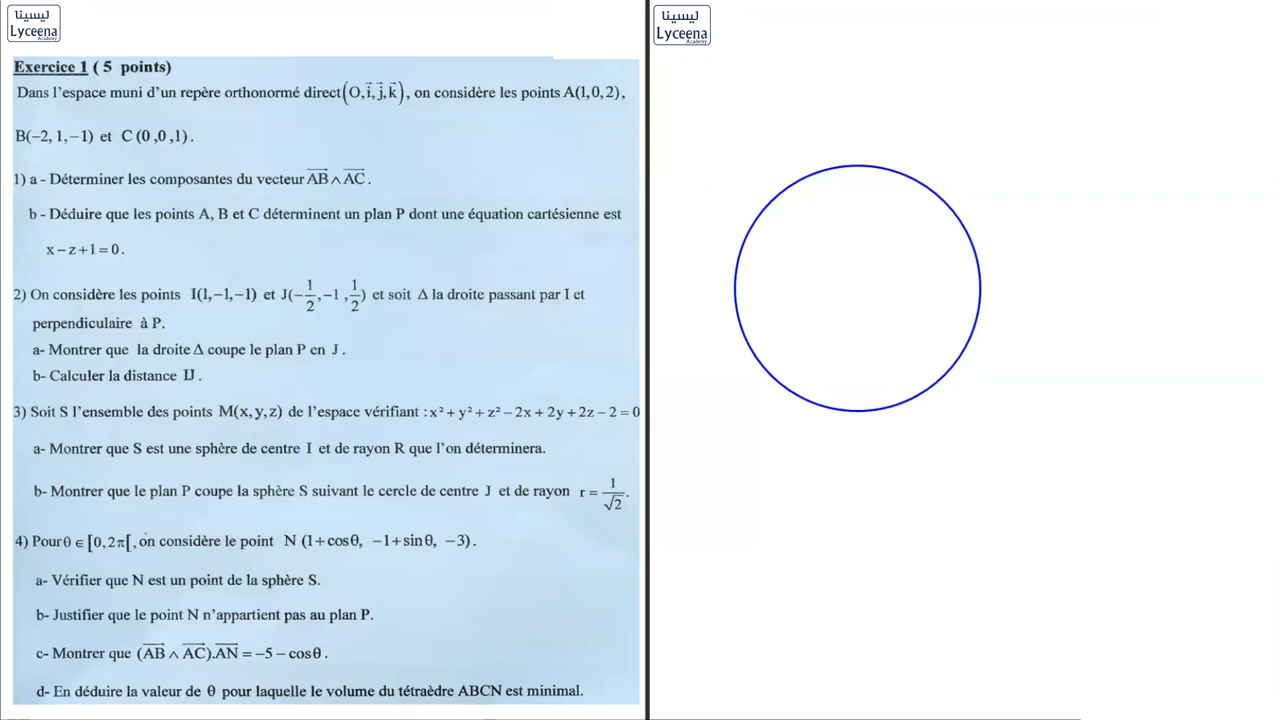 ليسينا
Lyceena
Academy
ليسينا
Lyceena
Academy
Exercice 1 ( 5 points)
Dans l'espace muni d'un repère orthonormé direct (O, i⃗, j⃗, k⃗), on considère les points A(1,0,2),
B(−2, 1, −1) et C (0 ,0 ,1).
1) a - Déterminer les composantes du vecteur AB⃗ ∧ AC⃗.
b - Déduire que les points A, B et C déterminent un plan P dont une équation cartésienne est
x − z + 1 = 0.
2) On considère les points I(1,−1,−1) et J(−1/2, −1 , 1/2) et soit Δ la droite passant par I et
perpendiculaire à P.
a- Montrer que la droite Δ coupe le plan P en J .
b- Calculer la distance IJ .
3) Soit S l'ensemble des points M(x, y, z) de l'espace vérifiant : x² + y² + z² − 2x + 2y + 2z − 2 = 0
a- Montrer que S est une sphère de centre I et de rayon R que l'on déterminera.
b- Montrer que le plan P coupe la sphère S suivant le cercle de centre J et de rayon r = 1/√2.
4) Pour θ ∈ [0, 2π[, on considère le point N (1+cosθ, −1+sinθ, −3).
a- Vérifier que N est un point de la sphère S.
b- Justifier que le point N n'appartient pas au plan P.
c- Montrer que (AB⃗ ∧ AC⃗).AN⃗ = −5 − cosθ.
d- En déduire la valeur de θ pour laquelle le volume du tétraèdre ABCN est minimal.